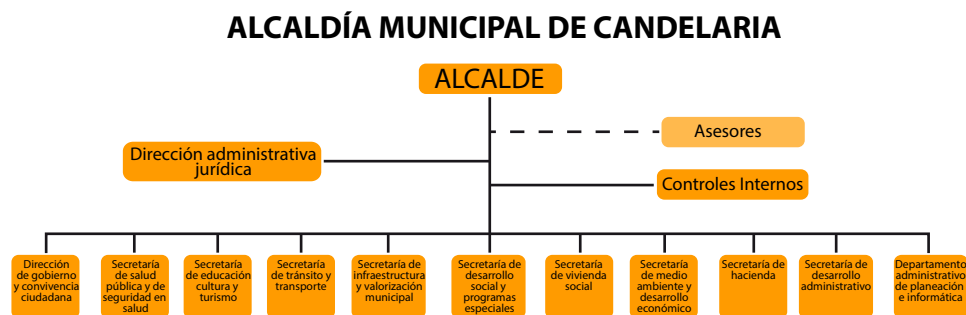 ALCALDÍA MUNICIPAL DE CANDELARIA
ALCALDE
Asesores
Dirección administrativa
jurídica
Controles Internos
Dirección
de gobierno
y convivencia
ciudadana
Secretaría
de salud
pública y de
seguridad en
salud
Secretaría
de educación
cultura y
turismo
Secretaría
de tránsito y
transporte
Secretaría de
infraestructura
y valorización
municipal
Secretaría de
desarrollo
social y
programas
especiales
Secretaría
de vivienda
social
Secretaría
de medio
ambiente y
desarrollo
económico
Secretaría de
hacienda
Secretaría de
desarrollo
administrativo
Departamento
administrativo
de planeación
e informática